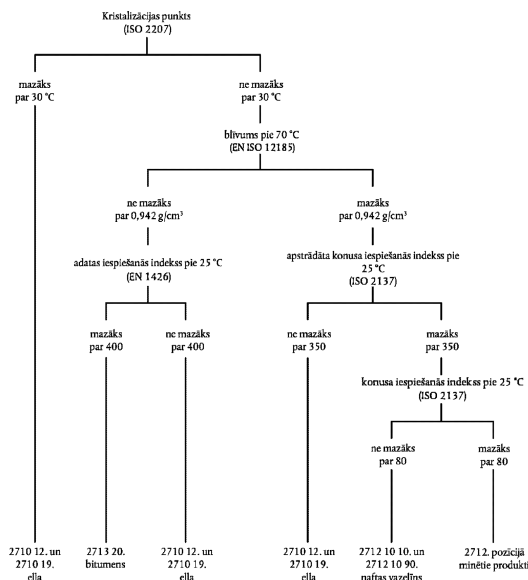 Kristalizācijas punkts
(ISO 2207)
mazāks
par 30 °C
ne mazāks
par 30 °C
blīvums pie 70 °C
(EN ISO 12185)
ne mazāks
par 0,942 g/cm³
mazāks
par 0,942 g/cm³
adatas iespiešanās indekss pie 25 °C
(EN 1426)
apstrādāta konusa iespiešanās indekss pie
25 °C
(ISO 2137)
mazāks
par 400
ne mazāks
par 400
ne mazāks
par 350
mazāks
par 350
konusa iespiešanās indekss pie 25 °C
(ISO 2137)
ne mazāks
par 80
mazāks
par 80
2710 12. un
2710 19.
eļļa
2713 20.
bitumens
2710 12. un
2710 19.
eļļa
2710 12. un
2710 19.
eļļa
2712 10 10. un
2712 10 90.
naftas vazelīns
2712. pozīcijā
minētie produkti